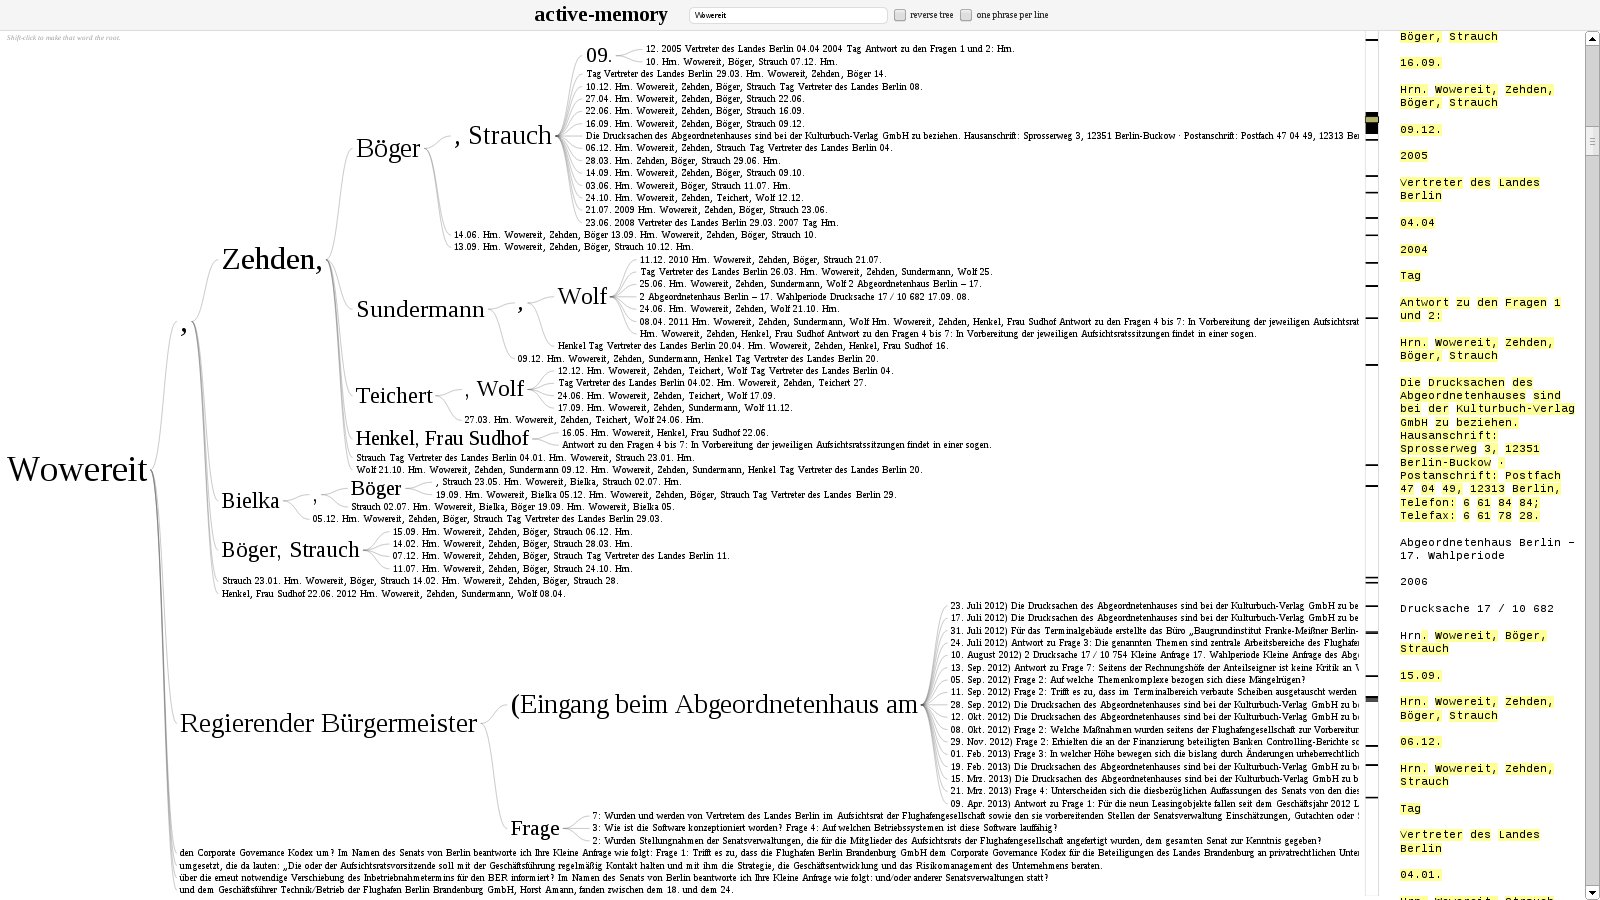 active-memory
Wowereit
reverse tree
one phrase per line
Shift-click to make that word the root.
Wowereit
,
Zehden,
Böger
, Strauch
09.
12. 2005 Vertreter des Landes Berlin 04.04 2004 Tag Antwort zu den Fragen 1 und 2: Hrn.
10. Hrn. Wowereit, Böger, Strauch 07.12. Hrn.
Tag Vertreter des Landes Berlin 29.03. Hrn. Wowereit, Zehden, Böger 14.
10.12. Hrn. Wowereit, Zehden, Böger, Strauch Tag Vertreter des Landes Berlin 08.
27.04. Hrn. Wowereit, Zehden, Böger, Strauch 22.06.
22.06. Hrn. Wowereit, Zehden, Böger, Strauch 16.09.
16.09. Hrn. Wowereit, Zehden, Böger, Strauch 09.12.
Die Drucksachen des Abgeordnetenhauses sind bei der Kulturbuch-Verlag GmbH zu beziehen. Hausanschrift: Sprosserweg 3, 12351 Berlin-Buckow · Postanschrift: Postfach 47 04 49, 12313 Be
06.12. Hrn. Wowereit, Zehden, Strauch Tag Vertreter des Landes Berlin 04.
28.03. Hrn. Zehden, Böger, Strauch 29.06. Hrn.
14.09. Hrn. Wowereit, Zehden, Böger, Strauch 09.10.
03.06. Hrn. Wowereit, Böger, Strauch 11.07. Hrn.
24.10. Hrn. Wowereit, Zehden, Teichert, Wolf 12.12.
21.07. 2009 Hrn. Wowereit, Zehden, Böger, Strauch 23.06.
23.06. 2008 Vertreter des Landes Berlin 29.03. 2007 Tag Hrn.
14.06. Hrn. Wowereit, Zehden, Böger 13.09. Hrn. Wowereit, Zehden, Böger, Strauch 10.
13.09. Hrn. Wowereit, Zehden, Böger, Strauch 10.12. Hrn.
Sundermann
,
Wolf
11.12. 2010 Hrn. Wowereit, Zehden, Böger, Strauch 21.07.
Tag Vertreter des Landes Berlin 26.03. Hrn. Wowereit, Zehden, Sundermann, Wolf 25.
25.06. Hrn. Wowereit, Zehden, Sundermann, Wolf 2 Abgeordnetenhaus Berlin – 17.
2 Abgeordnetenhaus Berlin – 17. Wahlperiode Drucksache 17 / 10 682 17.09. 08.
24.06. Hrn. Wowereit, Zehden, Wolf 21.10. Hrn.
08.04. 2011 Hrn. Wowereit, Zehden, Sundermann, Wolf Hrn. Wowereit, Zehden, Henkel, Frau Sudhof Antwort zu den Fragen 4 bis 7: In Vorbereitung der jeweiligen Aufsichtsrat
Hrn. Wowereit, Zehden, Henkel, Frau Sudhof Antwort zu den Fragen 4 bis 7: In Vorbereitung der jeweiligen Aufsichtsratssitzungen findet in einer sogen.
Henkel Tag Vertreter des Landes Berlin 20.04. Hrn. Wowereit, Zehden, Henkel, Frau Sudhof 16.
09.12. Hrn. Wowereit, Zehden, Sundermann, Henkel Tag Vertreter des Landes Berlin 20.
Teichert
, Wolf
12.12. Hrn. Wowereit, Zehden, Teichert, Wolf Tag Vertreter des Landes Berlin 04.
Tag Vertreter des Landes Berlin 04.02. Hrn. Wowereit, Zehden, Teichert 27.
24.06. Hrn. Wowereit, Zehden, Teichert, Wolf 17.09.
17.09. Hrn. Wowereit, Zehden, Sundermann, Wolf 11.12.
27.03. Hrn. Wowereit, Zehden, Teichert, Wolf 24.06. Hrn.
Henkel, Frau Sudhof
16.05. Hrn. Wowereit, Henkel, Frau Sudhof 22.06.
Antwort zu den Fragen 4 bis 7: In Vorbereitung der jeweiligen Aufsichtsratssitzungen findet in einer sogen.
Strauch Tag Vertreter des Landes Berlin 04.01. Hrn. Wowereit, Strauch 23.01. Hrn.
Wolf 21.10. Hrn. Wowereit, Zehden, Sundermann 09.12. Hrn. Wowereit, Zehden, Sundermann, Henkel Tag Vertreter des Landes Berlin 20.
Bielka
,
Böger
, Strauch 23.05. Hrn. Wowereit, Bielka, Strauch 02.07. Hrn.
19.09. Hrn. Wowereit, Bielka 05.12. Hrn. Wowereit, Zehden, Böger, Strauch Tag Vertreter des Landes Berlin 29.
Strauch 02.07. Hrn. Wowereit, Bielka, Böger 19.09. Hrn. Wowereit, Bielka 05.
05.12. Hrn. Wowereit, Zehden, Böger, Strauch Tag Vertreter des Landes Berlin 29.03.
Böger, Strauch
15.09. Hrn. Wowereit, Zehden, Böger, Strauch 06.12. Hrn.
14.02. Hrn. Wowereit, Zehden, Böger, Strauch 28.03. Hrn.
07.12. Hrn. Wowereit, Zehden, Böger, Strauch Tag Vertreter des Landes Berlin 11.
11.07. Hrn. Wowereit, Zehden, Böger, Strauch 24.10. Hrn.
Strauch 23.01. Hrn. Wowereit, Böger, Strauch 14.02. Hrn. Wowereit, Zehden, Böger, Strauch 28.
Henkel, Frau Sudhof 22.06. 2012 Hrn. Wowereit, Zehden, Sundermann, Wolf 08.04.
Regierender Bürgermeister
(Eingang beim Abgeordnetenhaus am
23. Juli 2012) Die Drucksachen des Abgeordnetenhauses sind bei der Kulturbuch-Verlag GmbH zu be
17. Juli 2012) Die Drucksachen des Abgeordnetenhauses sind bei der Kulturbuch-Verlag GmbH zu be
31. Juli 2012) Für das Terminalgebäude erstellte das Büro „Baugrundinstitut Franke-Meißner Berlin-
24. Juli 2012) Antwort zu Frage 3: Die genannten Themen sind zentrale Arbeitsbereiche des Flughafe
10. August 2012) 2 Drucksache 17 / 10 754 Kleine Anfrage 17. Wahlperiode Kleine Anfrage des Abg
13. Sep. 2012) Antwort zu Frage 7: Seitens der Rechnungshöfe der Anteilseigner ist keine Kritik an V
05. Sep. 2012) Frage 2: Auf welche Themenkomplexe bezogen sich diese Mängelrügen?
11. Sep. 2012) Frage 2: Trifft es zu, dass im Terminalbereich verbaute Scheiben ausgetauscht werden
28. Sep. 2012) Die Drucksachen des Abgeordnetenhauses sind bei der Kulturbuch-Verlag GmbH zu b
12. Okt. 2012) Die Drucksachen des Abgeordnetenhauses sind bei der Kulturbuch-Verlag GmbH zu b
08. Okt. 2012) Frage 2: Welche Maßnahmen wurden seitens der Flughafengesellschaft zur Vorbereitun
29. Nov. 2012) Frage 2: Erhielten die an der Finanzierung beteiligten Banken Controlling-Berichte so
01. Feb. 2013) Frage 3: In welcher Höhe bewegen sich die bislang durch Änderungen urheberrechtlich
19. Feb. 2013) Die Drucksachen des Abgeordnetenhauses sind bei der Kulturbuch-Verlag GmbH zu b
15. Mrz. 2013) Die Drucksachen des Abgeordnetenhauses sind bei der Kulturbuch-Verlag GmbH zu b
21. Mrz. 2013) Frage 4: Unterscheiden sich die diesbezüglichen Auffassungen des Senats von den dies
09. Apr. 2013) Antwort zu Frage 1: Für die neun Leasingobjekte fallen seit dem Geschäftsjahr 2012 L
Frage
7: Wurden und werden von Vertretern des Landes Berlin im Aufsichtsrat der Flughafengesellschaft sowie den sie vorbereitenden Stellen der Senatsverwaltung Einschätzungen, Gutachten oder
3: Wie ist die Software konzeptioniert worden? Frage 4: Auf welchen Betriebssystemen ist diese Software lauffähig?
2: Wurden Stellungnahmen der Senatsverwaltungen, die für die Mitglieder des Aufsichtsrats der Flughafengesellschaft angefertigt wurden, dem gesamten Senat zur Kenntnis gegeben?
den Corporate Governance Kodex um? Im Namen des Senats von Berlin beantworte ich Ihre Kleine Anfrage wie folgt: Frage 1: Trifft es zu, dass die Flughafen Berlin Brandenburg GmbH dem Corporate Governance Kodex für die Beteiligungen des Landes Brandenburg an privatrechtlichen Unter
umgesetzt, die da lauten: „Die oder der Aufsichtsratsvorsitzende soll mit der Geschäftsführung regelmäßig Kontakt halten und mit ihm die Strategie, die Geschäftsentwicklung und das Risikomanagement des Unternehmens beraten.
über die erneut notwendige Verschiebung des Inbetriebnahmetermins für den BER informiert? Im Namen des Senats von Berlin beantworte ich Ihre Kleine Anfrage wie folgt: und/oder anderer Senatsverwaltungen statt?
und dem Geschäftsführer Technik/Betrieb der Flughafen Berlin Brandenburg GmbH, Horst Amann, fanden zwischen dem 18. und dem 24.
Böger, Strauch
16.09.
Hrn. Wowereit, Zehden,
Böger, Strauch
09.12.
2005
Vertreter des Landes
Berlin
04.04
2004
Tag
Antwort zu den Fragen 1
und 2:
Hrn. Wowereit, Zehden,
Böger, Strauch
Die Drucksachen des
Abgeordnetenhauses sind
bei der Kulturbuch-Verlag
GmbH zu beziehen.
Hausanschrift:
Sprosserweg 3, 12351
Berlin-Buckow ·
Postanschrift: Postfach
47 04 49, 12313 Berlin,
Telefon: 6 61 84 84;
Telefax: 6 61 78 28.
Abgeordnetenhaus Berlin –
17. Wahlperiode
2006
Drucksache 17 / 10 682
Hrn. Wowereit, Böger,
Strauch
15.09.
Hrn. Wowereit, Zehden,
Böger, Strauch
06.12.
Hrn. Wowereit, Zehden,
Strauch
Tag
Vertreter des Landes
Berlin
04.01.
Hrn. Wowereit, Strauch